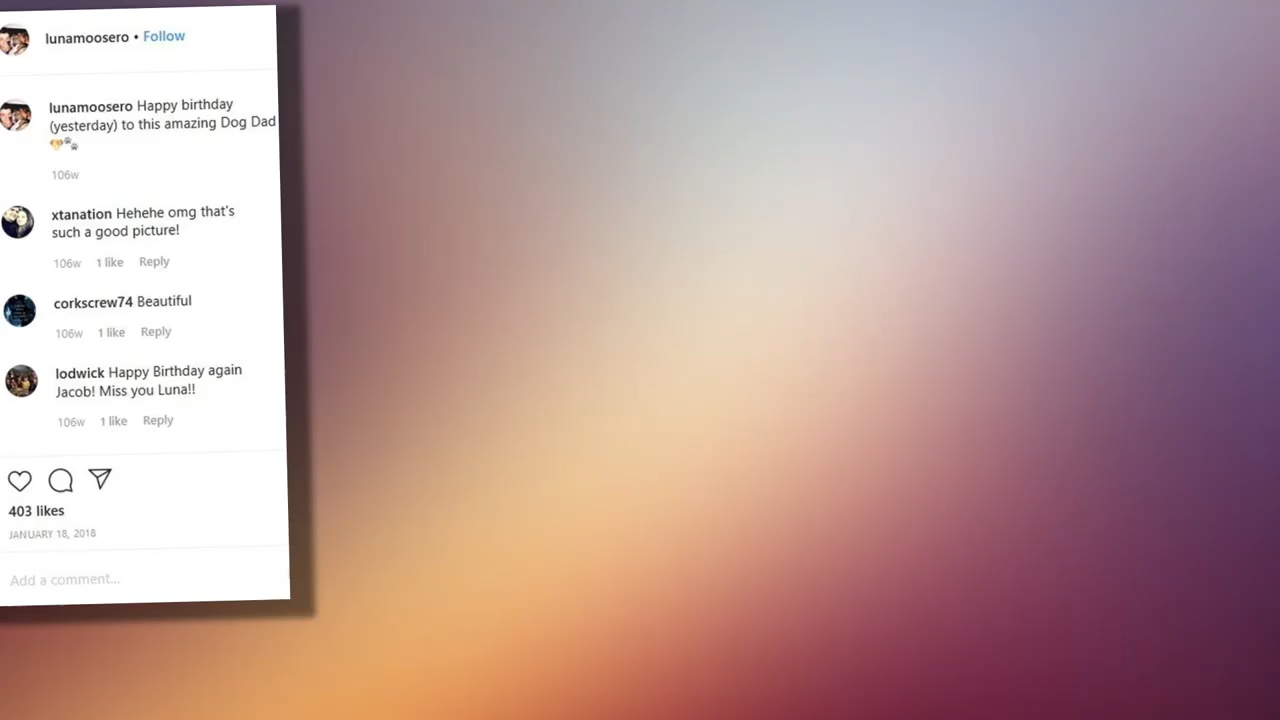 lunamoosero • Follow
lunamoosero Happy birthday
(yesterday) to this amazing Dog Dad
🧡🐾
106w
xtanation Hehehe omg that's
such a good picture!
106w 1 like Reply
corkscrew74 Beautiful
106w 1 like Reply
lodwick Happy Birthday again
Jacob! Miss you Luna!!
106w 1 like Reply
403 likes
JANUARY 18, 2018
Add a comment...